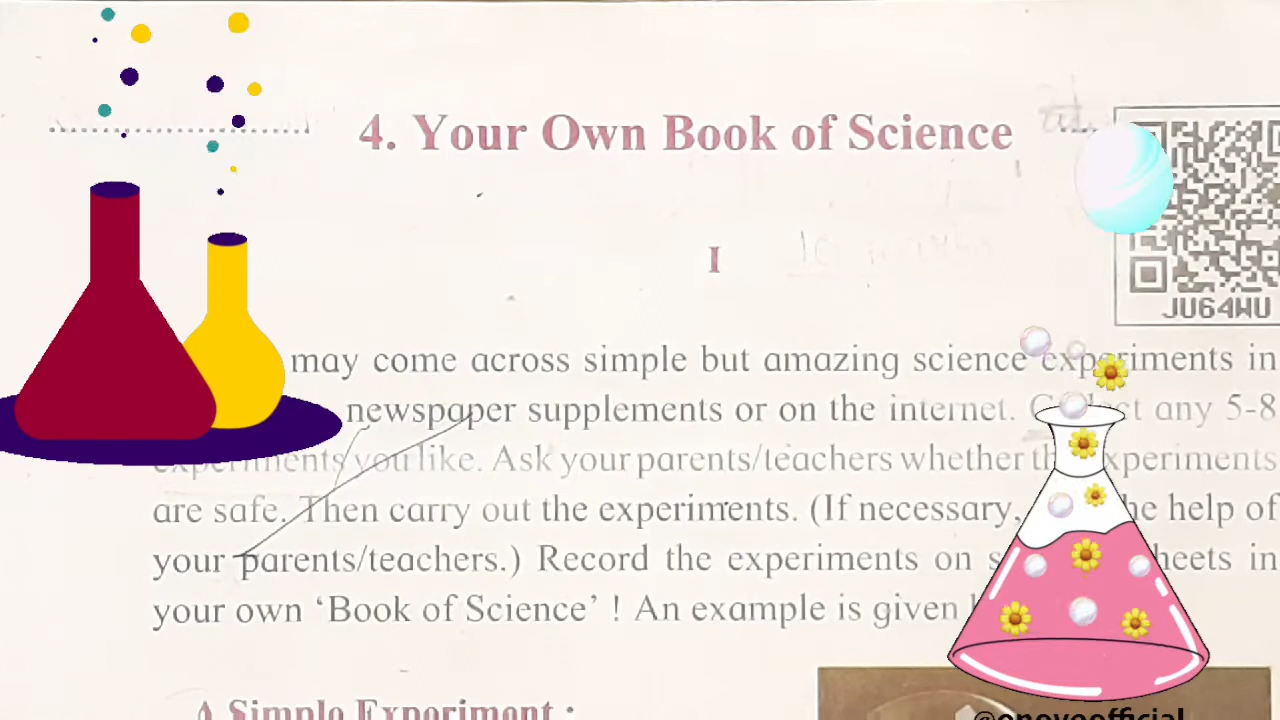 4. Your Own Book of Science
I
JU64WU
may come across simple but amazing science experiments in
newspaper supplements or on the internet. Collect any 5-8
experiments you like. Ask your parents/teachers whether the experiments
are safe. Then carry out the experiments. (If necessary, the help of
your parents/teachers.) Record the experiments on sheets in
your own ‘Book of Science’ ! An example is given
A Simple Experiment :